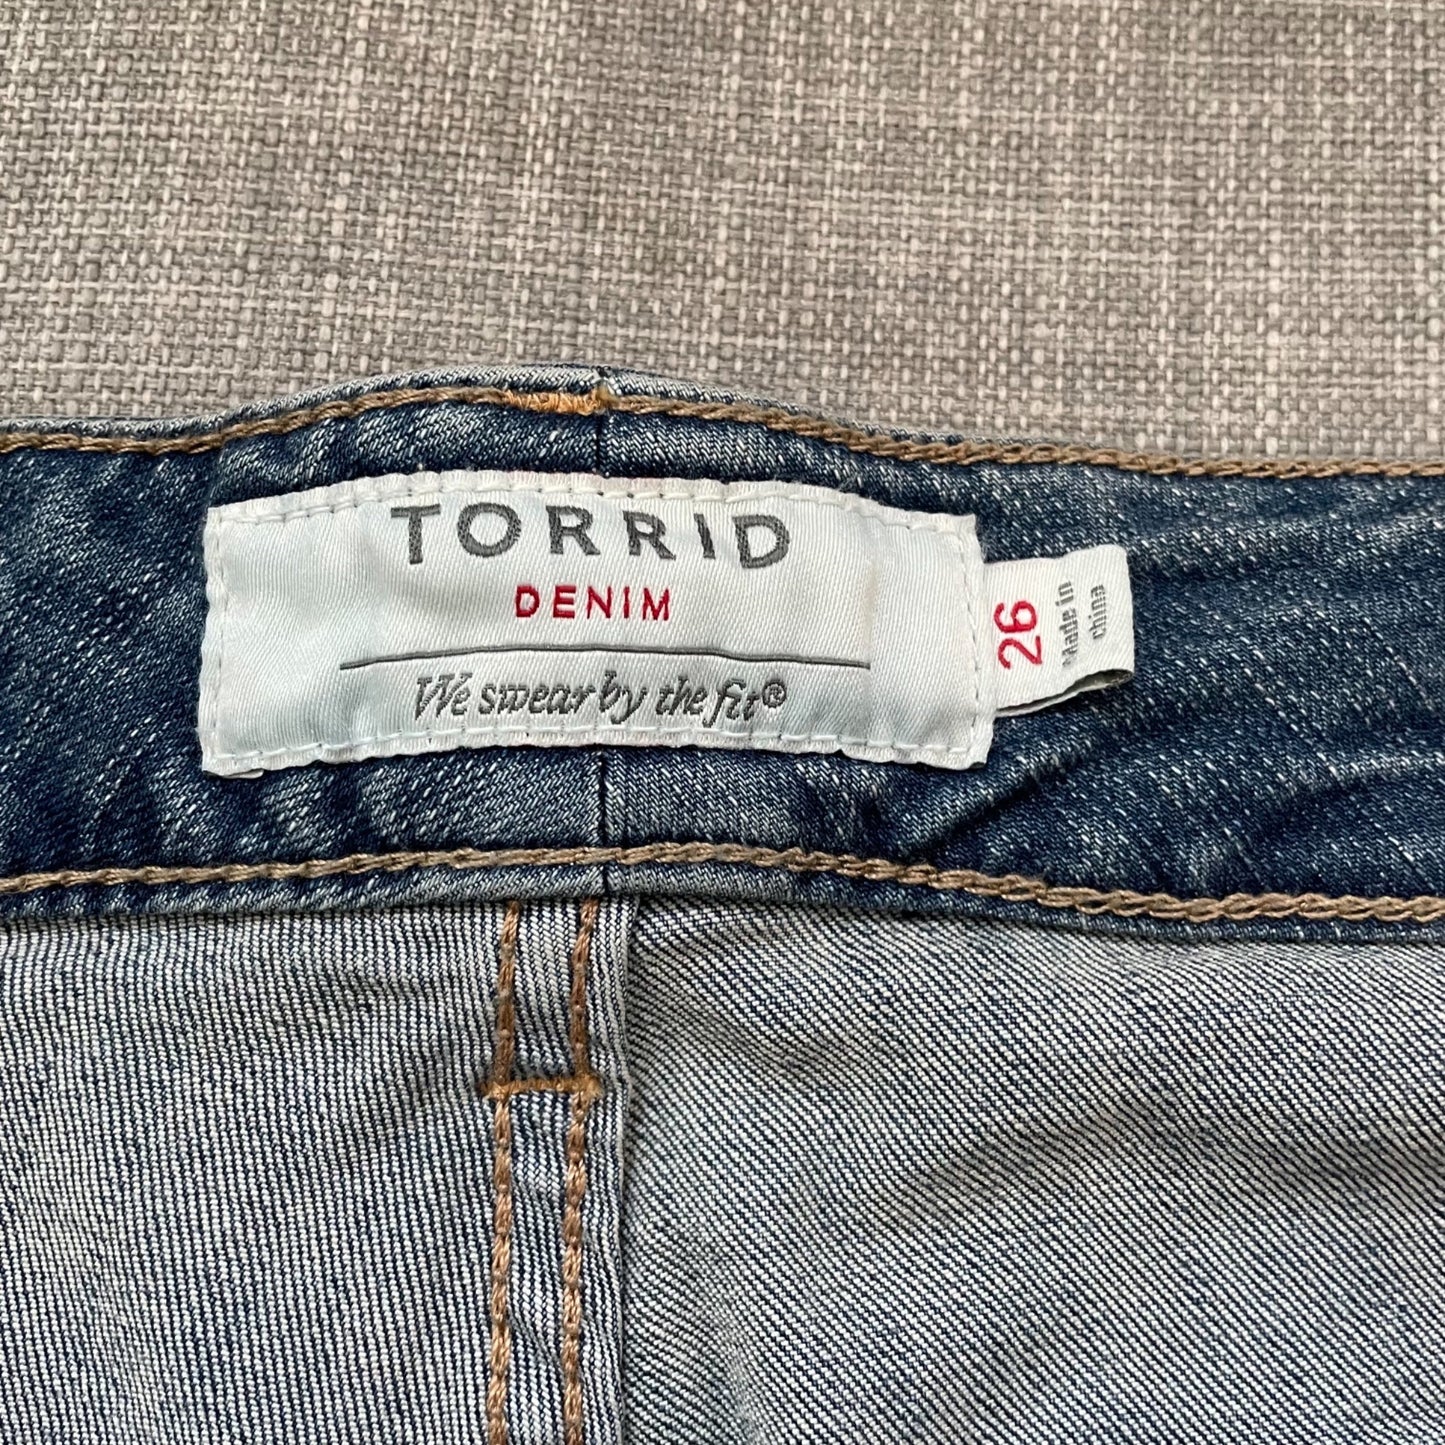 TORRID
DENIM
We swear by the fit®
26
Made in
china